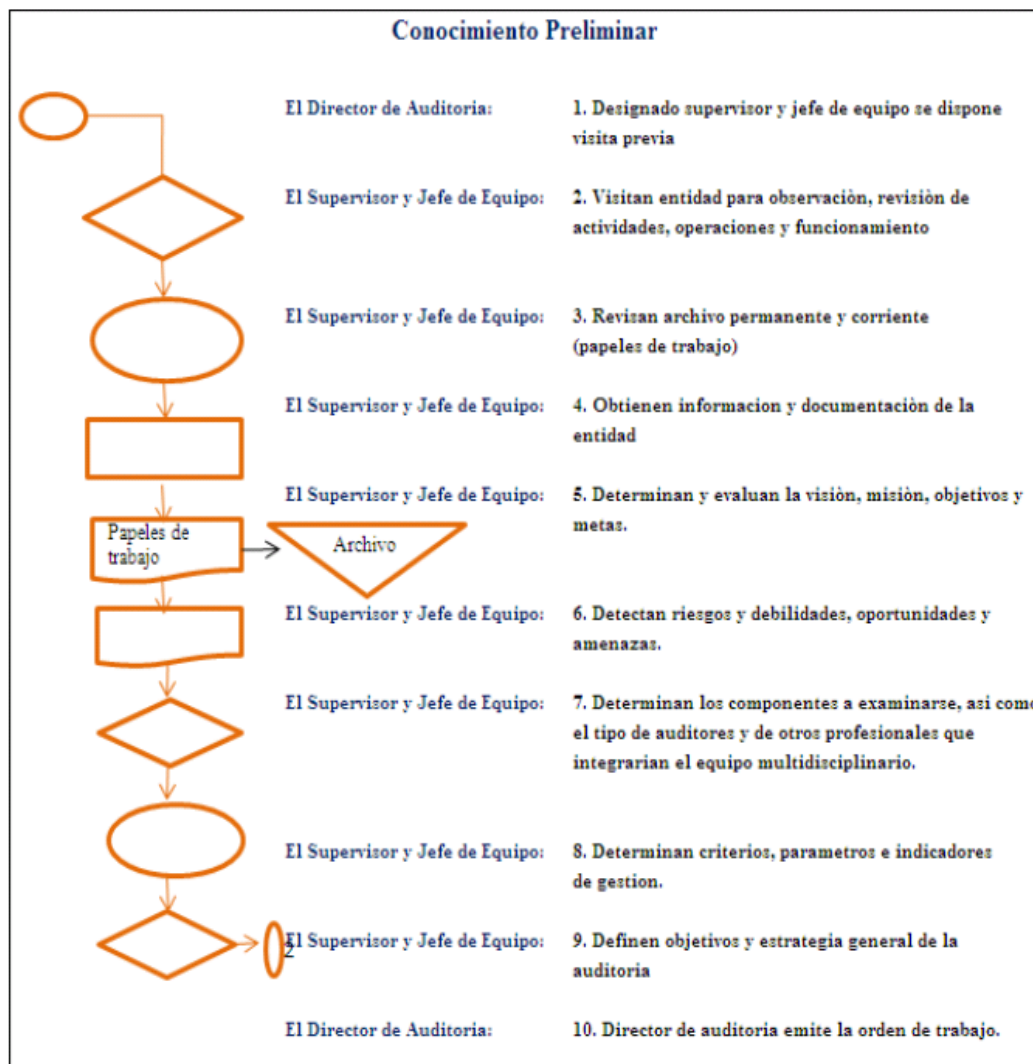 Conocimiento Preliminar
El Director de Auditoria:
1. Designado supervisor y jefe de equipo se dispone
visita previa
El Supervisor y Jefe de Equipo:
2. Visitan entidad para observaciòn, revisiòn de
actividades, operaciones y funcionamiento
El Supervisor y Jefe de Equipo:
3. Revisan archivo permanente y corriente
(papeles de trabajo)
El Supervisor y Jefe de Equipo:
4. Obtienen informacion y documentaciòn de la
entidad
El Supervisor y Jefe de Equipo:
5. Determinan y evaluan la visiòn, misiòn, objetivos y
metas.
Papeles de
trabajo
Archivo
El Supervisor y Jefe de Equipo:
6. Detectan riesgos y debilidades, oportunidades y
amenazas.
El Supervisor y Jefe de Equipo:
7. Determinan los componentes a examinarse, asi como
el tipo de auditores y de otros profesionales que
integrarian el equipo multidisciplinario.
El Supervisor y Jefe de Equipo:
8. Determinan criterios, parametros e indicadores
de gestion.
2
El Supervisor y Jefe de Equipo:
9. Definen objetivos y estrategia general de la
auditoria
El Director de Auditoria:
10. Director de auditoria emite la orden de trabajo.